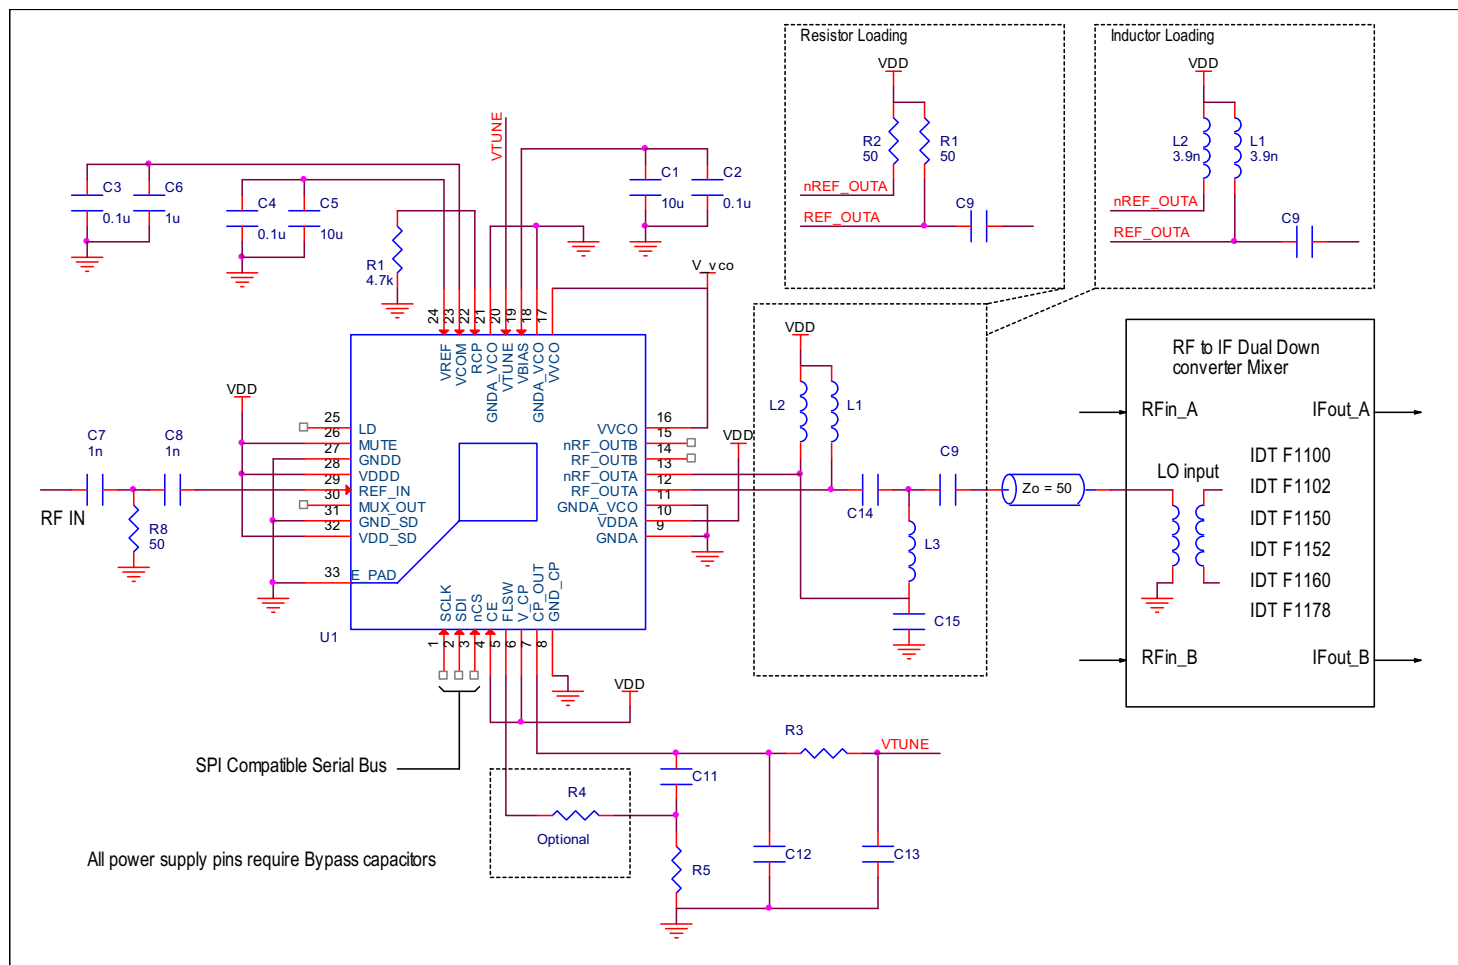 Resistor Loading
VDD
R2
50
R1
50
nREF_OUTA
REF_OUTA
C9
Inductor Loading
VDD
L2
3.9n
L1
3.9n
nREF_OUTA
REF_OUTA
C9
VTUNE
C3
0.1u
C6
1u
C4
0.1u
C5
10u
R1
4.7k
C1
10u
C2
0.1u
V_vco
24
23
22
21
20
19
18
17
VREF
VCOM
RCP
GNDA_VCO
VTUNE
VBIAS
GNDA_VCO
VVCO
VDD
C7
1n
C8
1n
RF IN
R8
50
25 LD
26 MUTE
27 GNDD
28 VDDD
29 REF_IN
30 MUX_OUT
31 GND_SD
32 VDD_SD
33 E_PAD
VVCO 16
nRF_OUTB 15
RF_OUTB 14
nRF_OUTA 13
RF_OUTA 12
GNDA_VCO 11
VDDA 10
GNDA 9
VDD
VDD
L2
L1
C14
C9
L3
C15
Zo = 50
RF to IF Dual Down
converter Mixer
RFin_A
IFout_A
LO input
IDT F1100
IDT F1102
IDT F1150
IDT F1152
IDT F1160
IDT F1178
RFin_B
IFout_B
U1
SCLK
SDI
nCS
CE
FLSW
V_CP
CP_OUT
GND_CP
1
2
3
4
5
6
7
8
VDD
SPI Compatible Serial Bus
R4
Optional
C11
R5
R3
VTUNE
C12
C13
All power supply pins require Bypass capacitors